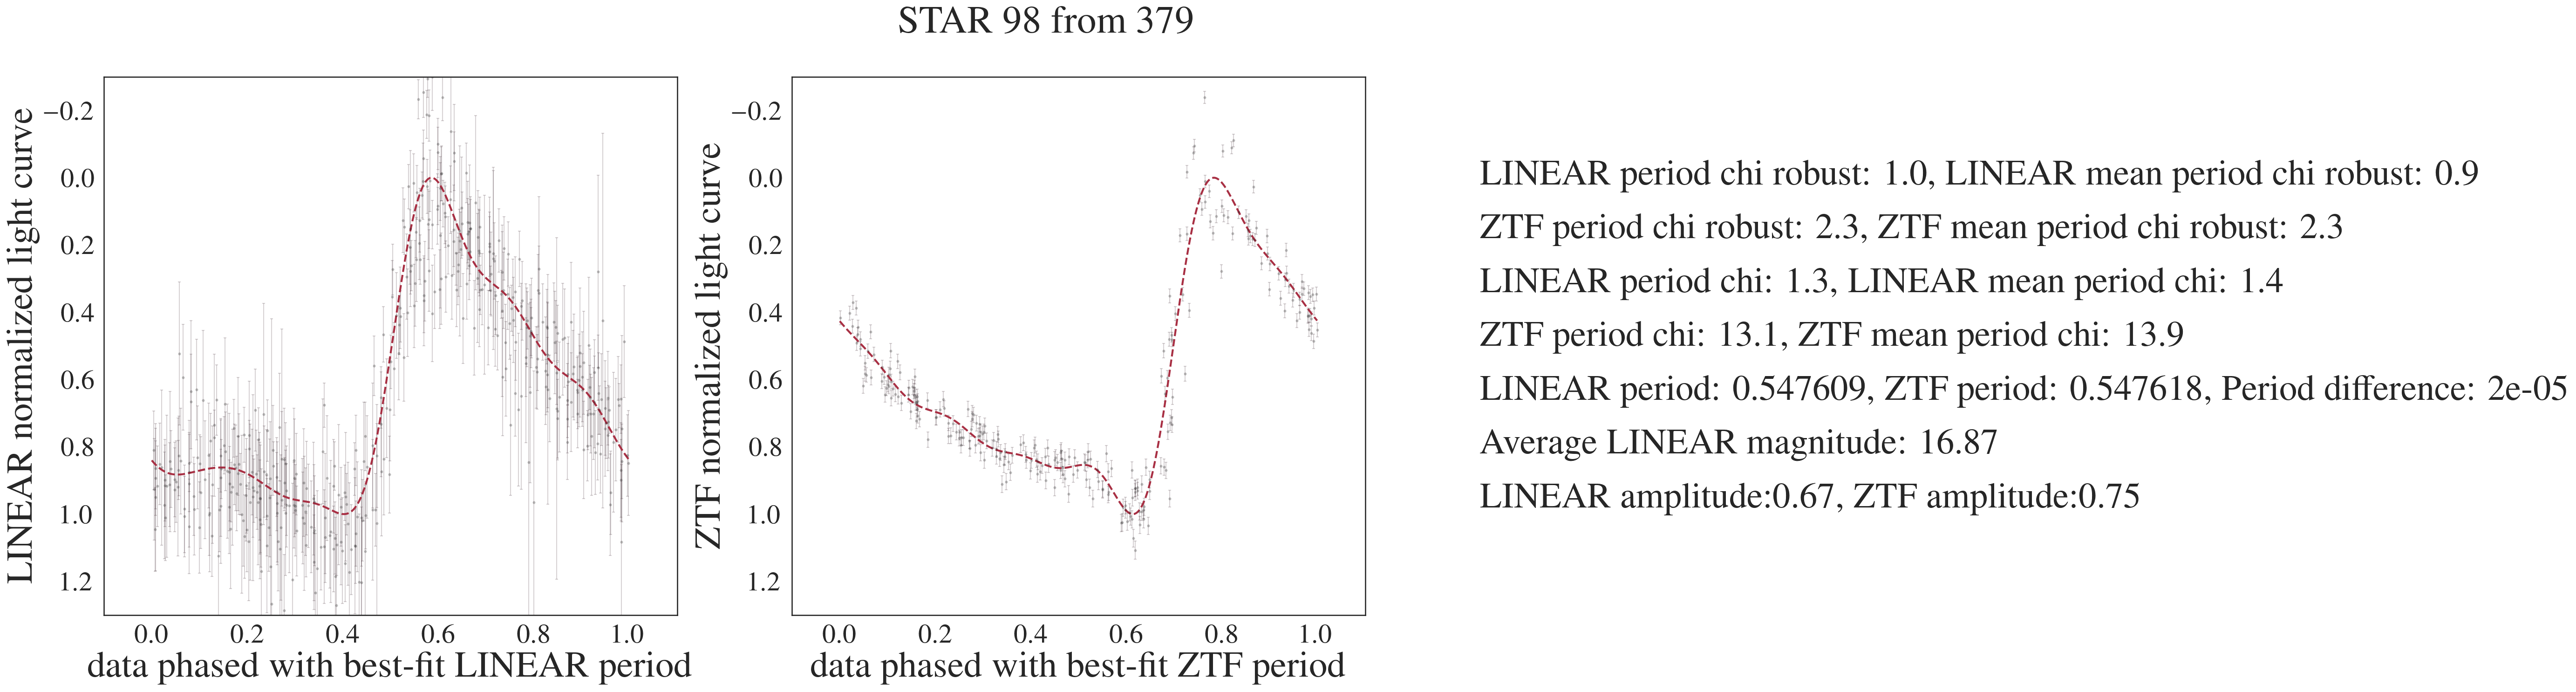 STAR 98 from 379
LINEAR normalized light curve
−0.2
0.0
0.2
0.4
0.6
0.8
1.0
1.2
0.0 0.2 0.4 0.6 0.8 1.0
data phased with best-fit LINEAR period
ZTF normalized light curve
−0.2
0.0
0.2
0.4
0.6
0.8
1.0
1.2
0.0 0.2 0.4 0.6 0.8 1.0
data phased with best-fit ZTF period
LINEAR period chi robust: 1.0, LINEAR mean period chi robust: 0.9
ZTF period chi robust: 2.3, ZTF mean period chi robust: 2.3
LINEAR period chi: 1.3, LINEAR mean period chi: 1.4
ZTF period chi: 13.1, ZTF mean period chi: 13.9
LINEAR period: 0.547609, ZTF period: 0.547618, Period difference: 2e-05
Average LINEAR magnitude: 16.87
LINEAR amplitude:0.67, ZTF amplitude:0.75